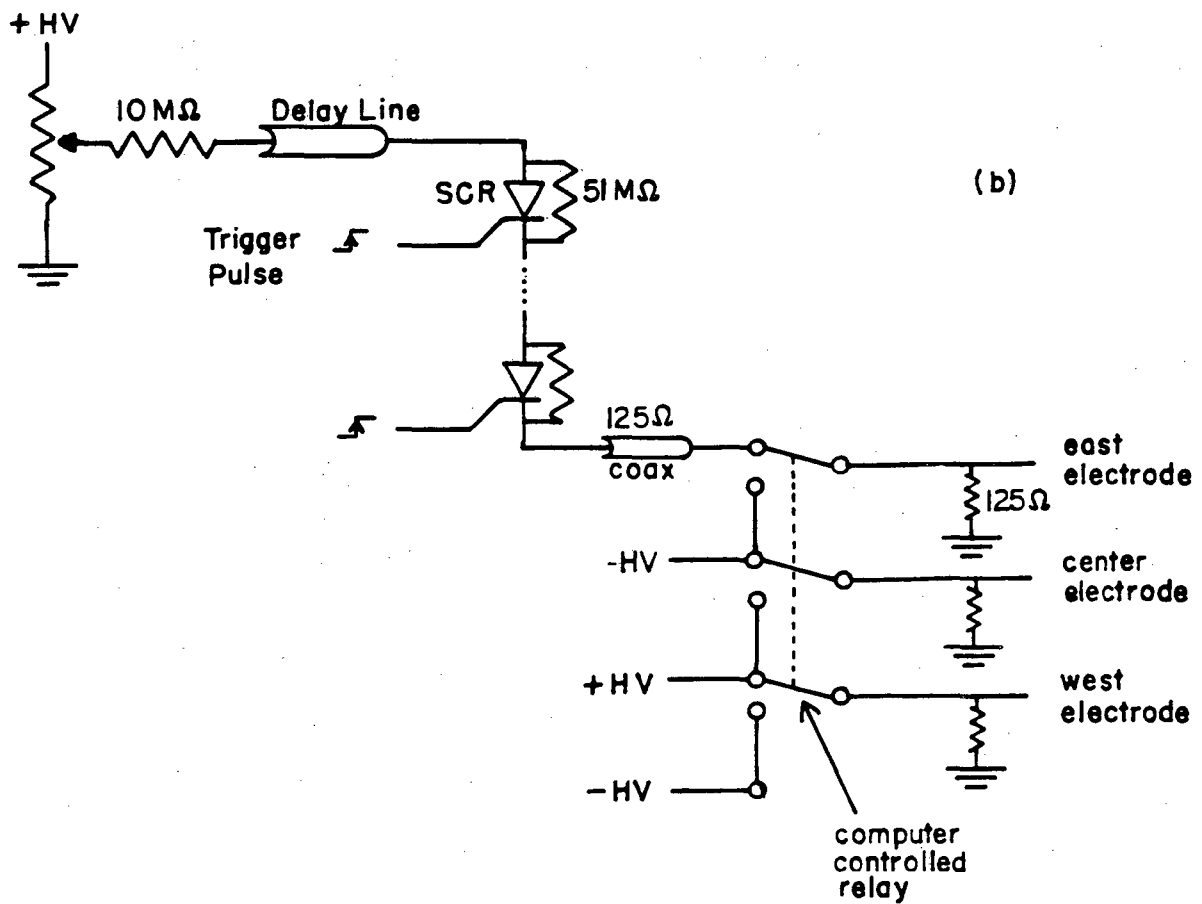 +HV
10MΩ
Delay Line
SCR
51MΩ
(b)
Trigger
Pulse
125Ω
coax
east
electrode
125Ω
-HV
center
electrode
+HV
west
electrode
-HV
computer
controlled
relay